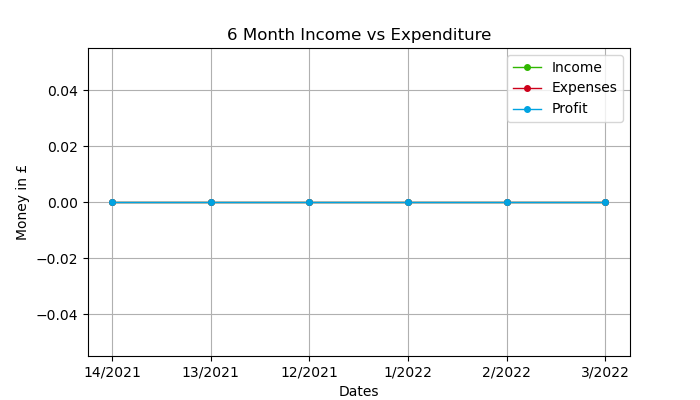 6 Month Income vs Expenditure
Income
Expenses
Profit
0.04
0.02
0.00
−0.02
−0.04
Money in £
14/2021 13/2021 12/2021 1/2022 2/2022 3/2022
Dates